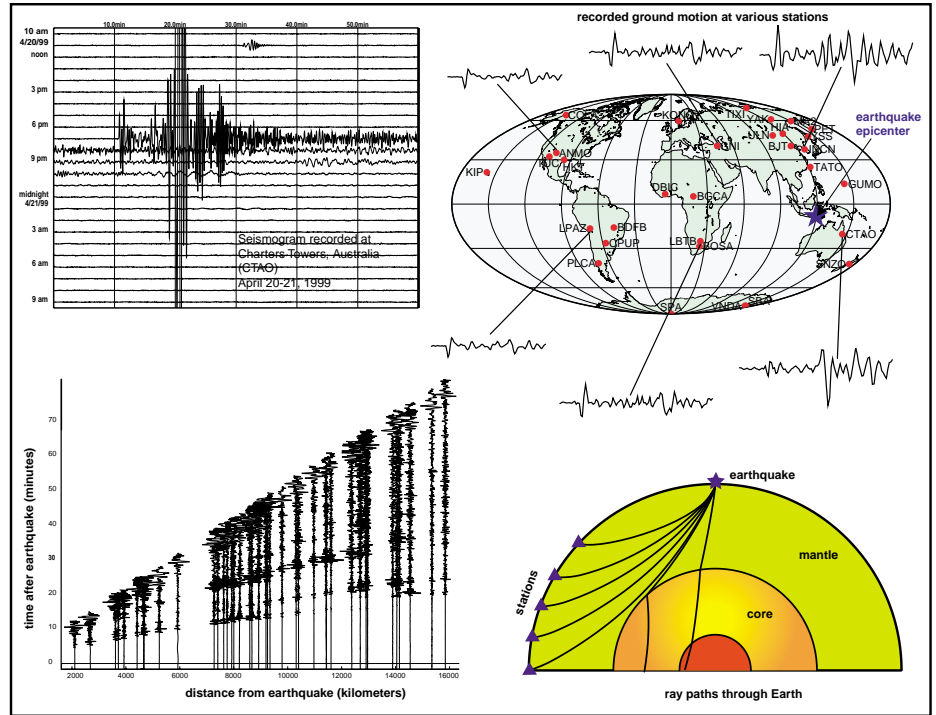 10.0min 20.0min 30.0min 40.0min 50.0min
10 am
4/20/99
noon
3 pm
6 pm
9 pm
midnight
4/21/99
3 am
6 am
9 am
Seismogram recorded at
Charters Towers, Australia
(CTAO)
April 20-21, 1999
recorded ground motion at various stations
earthquake
epicenter
KONO
TIXI
YAK
HIA
ULN
BJT
GNI
PET
TATO
GUMO
ANMO
HKT
KIP
DBIC
BGCA
LPAZ
BDFB
CPUP
PLCA
LBTB
BOSA
CTAO
SNZO
SPA
VNDA
SBA
time after earthquake (minutes)
70
60
50
40
30
20
10
0
2000 4000 6000 8000 10000 12000 14000 16000
distance from earthquake (kilometers)
earthquake
mantle
core
stations
ray paths through Earth